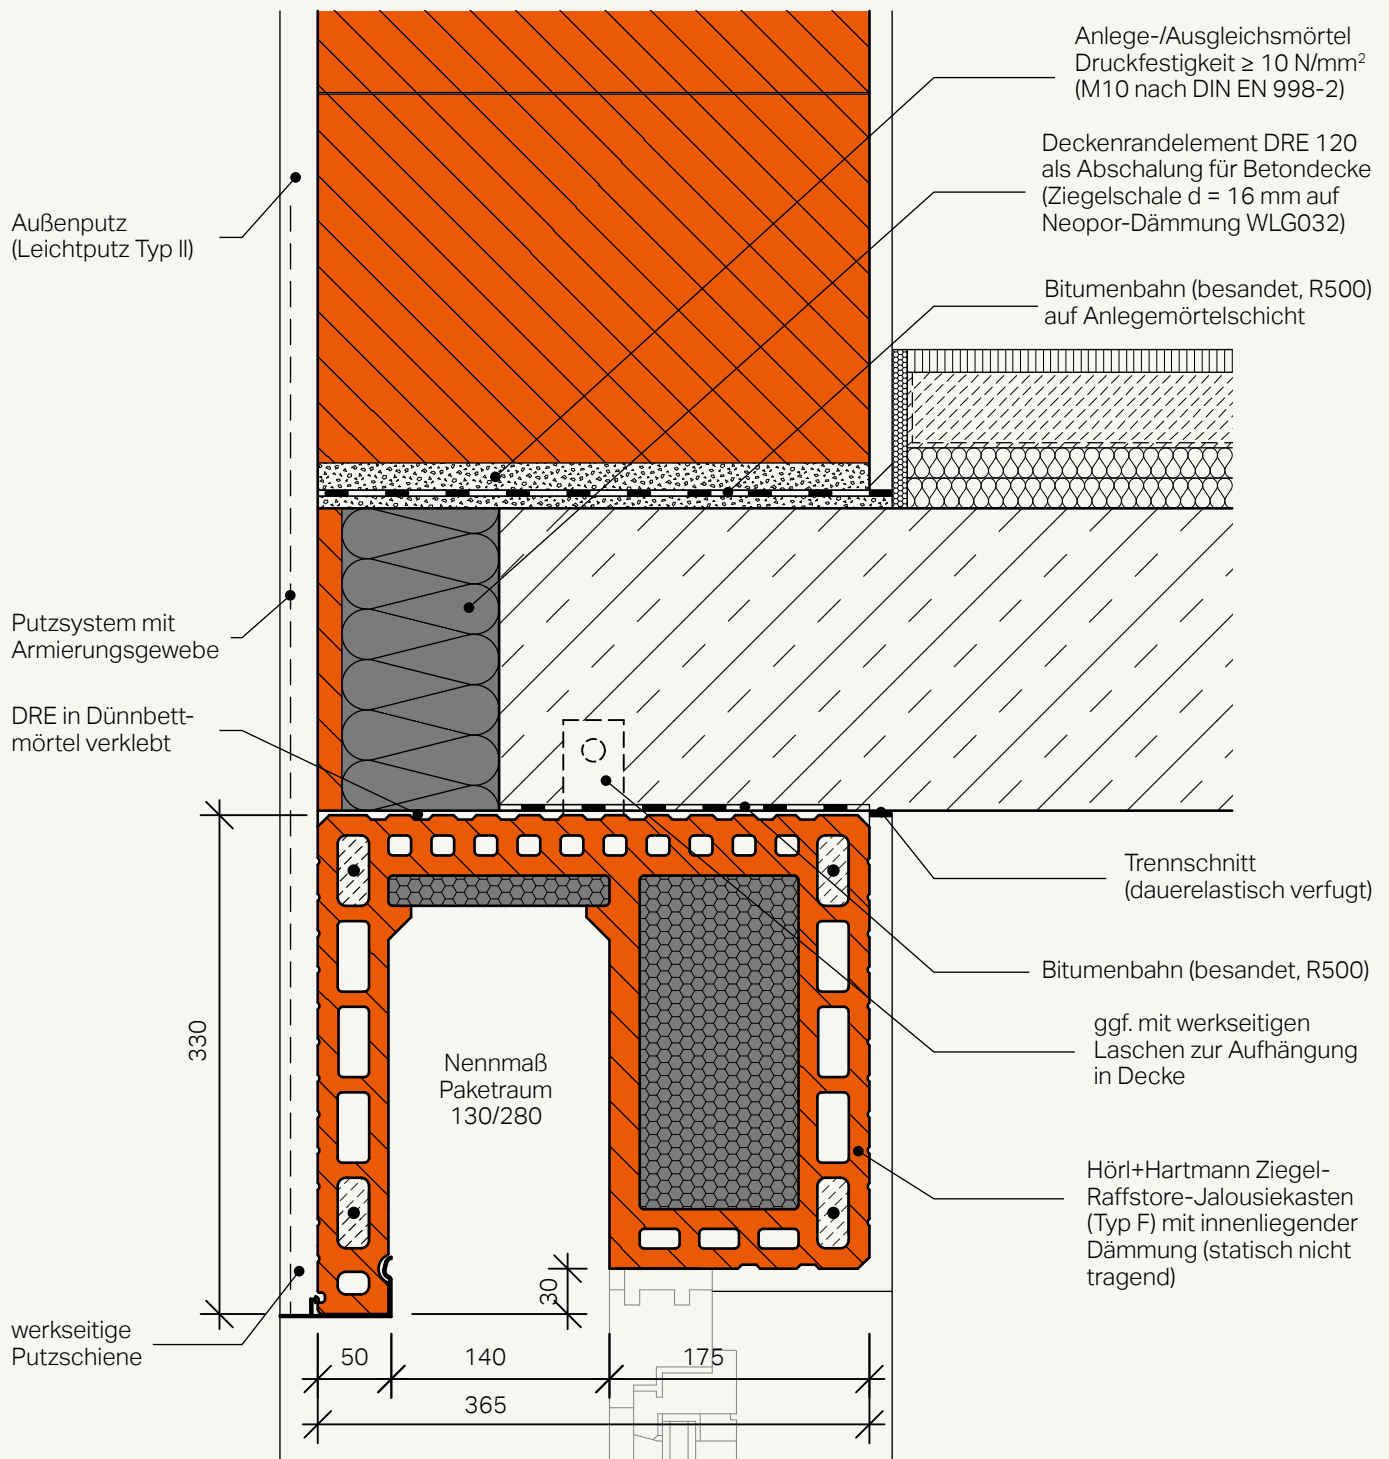 Anlege-/Ausgleichsmörtel
Druckfestigkeit ≥ 10 N/mm²
(M10 nach DIN EN 998-2)
Deckenrandelement DRE 120
als Abschalung für Betondecke
(Ziegelschale d = 16 mm auf
Neopor-Dämmung WLG032)
Außenputz
(Leichtputz Typ II)
Bitumenbahn (besandet, R500)
auf Anlegemörtelschicht
Putzsystem mit
Armierungsgewebe
DRE in Dünnbett-
mörtel verklebt
Trennschnitt
(dauerelastisch verfugt)
Bitumenbahn (besandet, R500)
ggf. mit werkseitigen
Laschen zur Aufhängung
in Decke
330
Nennmaß
Paketraum
130/280
Hörl+Hartmann Ziegel-
Raffstore-Jalousiekasten
(Typ F) mit innenliegender
Dämmung (statisch nicht
tragend)
30
werkseitige
Putzschiene
50 140 175
365